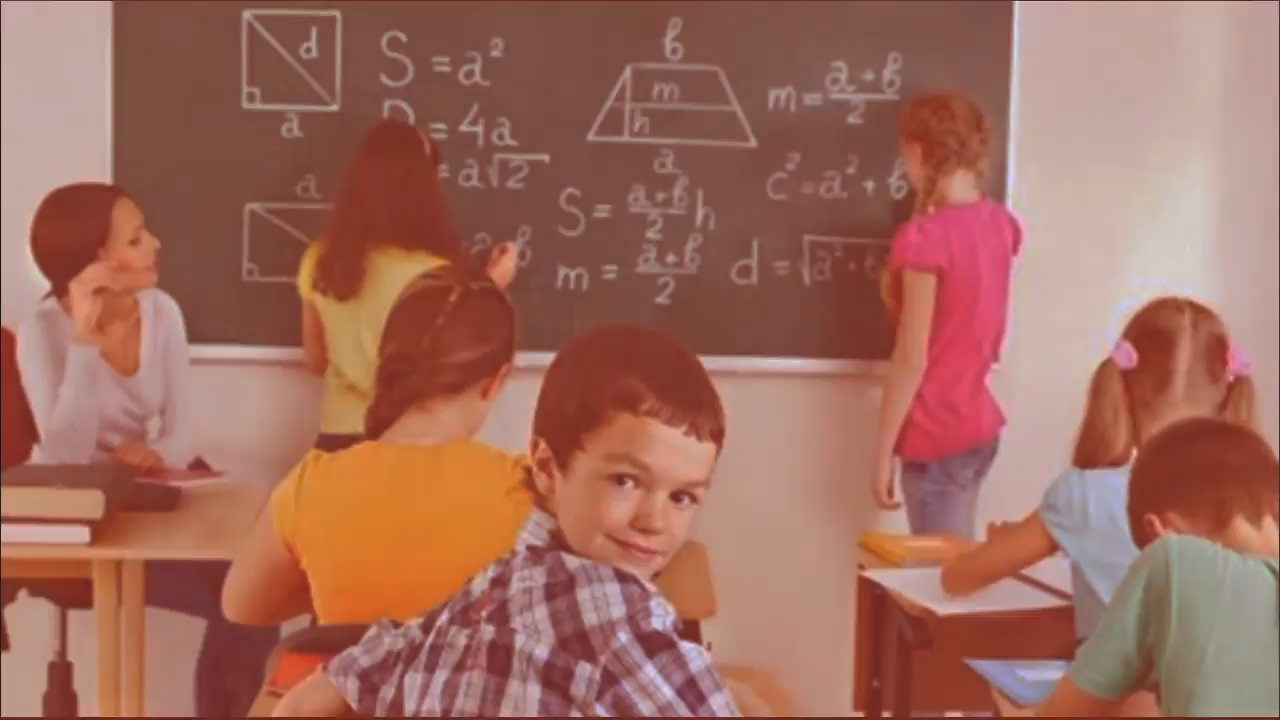 d
a
S = a²
P = 4a
= a√2
a
a·b
b
m
h
a
S = (a+b)/2 h
m = (a+b)/2
m = (a+b)/2
c² = a² + b
d = √a² + b